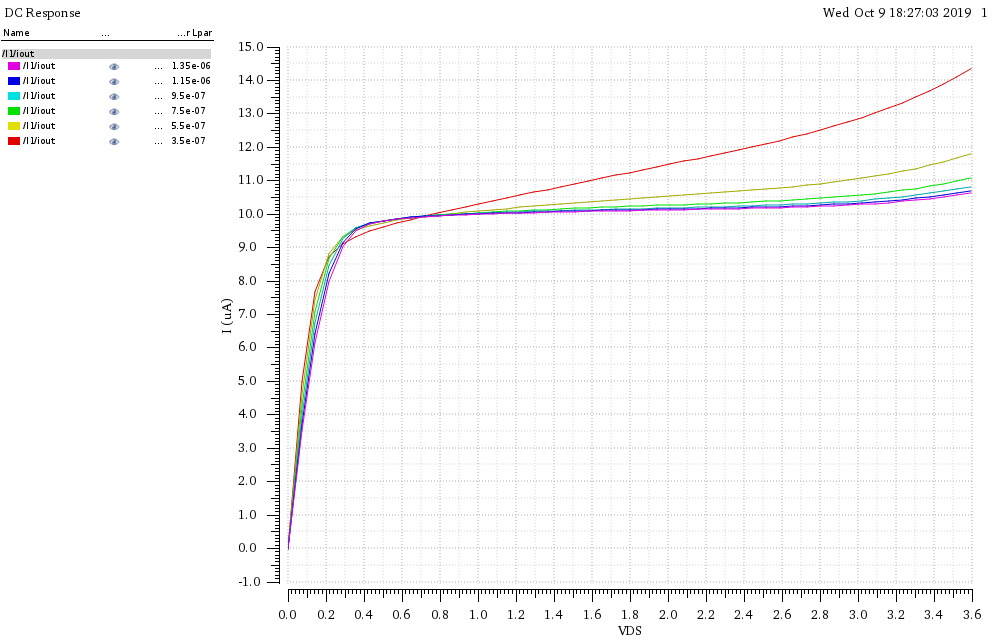 DC Response
Wed Oct 9 18:27:03 2019 1
Name ... ...r Lpar
/I1/iout
/I1/iout ... 1.35e-06
/I1/iout ... 1.15e-06
/I1/iout ... 9.5e-07
/I1/iout ... 7.5e-07
/I1/iout ... 5.5e-07
/I1/iout ... 3.5e-07
15.0
14.0
13.0
12.0
11.0
10.0
9.0
8.0
7.0
6.0
5.0
4.0
3.0
2.0
1.0
0.0
-1.0
I (uA)
0.0 0.2 0.4 0.6 0.8 1.0 1.2 1.4 1.6 1.8 2.0 2.2 2.4 2.6 2.8 3.0 3.2 3.4 3.6
VDS